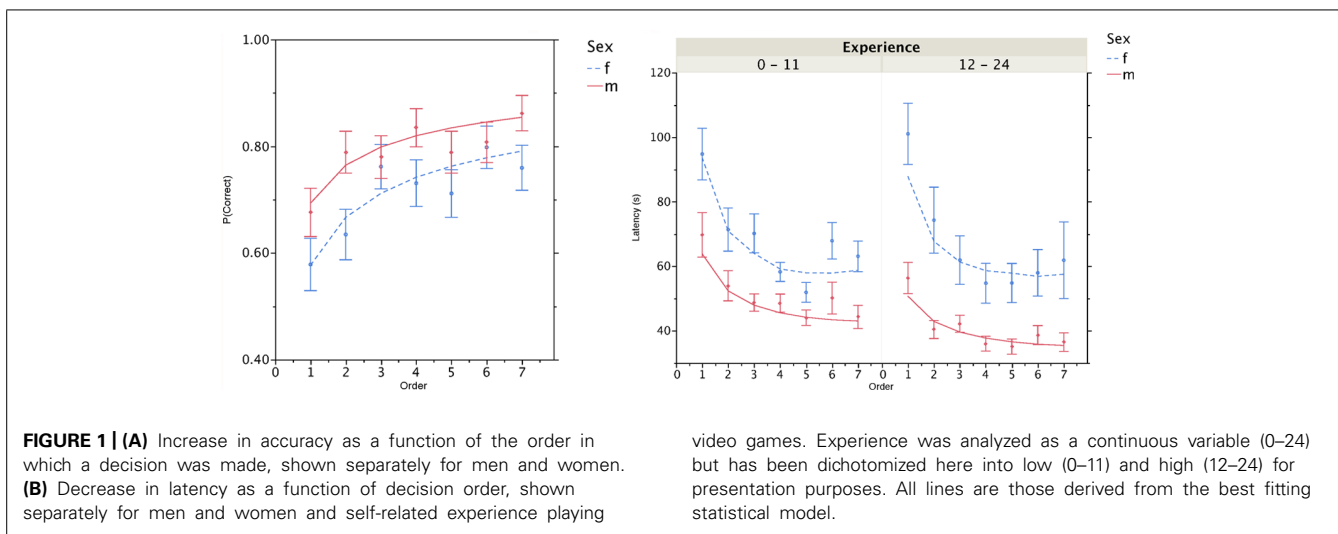 1.00
0.80
0.60
0.40
P(Correct)
0 1 2 3 4 5 6 7
Order
Sex
f
m
Experience
0 – 11 12 – 24
120
100
80
60
40
Latency (s)
0 1 2 3 4 5 6 7 0 1 2 3 4 5 6 7
Order Order
Sex
f
m
FIGURE 1 | (A) Increase in accuracy as a function of the order in
which a decision was made, shown separately for men and women.
(B) Decrease in latency as a function of decision order, shown
separately for men and women and self-related experience playing
video games. Experience was analyzed as a continuous variable (0–24)
but has been dichotomized here into low (0–11) and high (12–24) for
presentation purposes. All lines are those derived from the best fitting
statistical model.